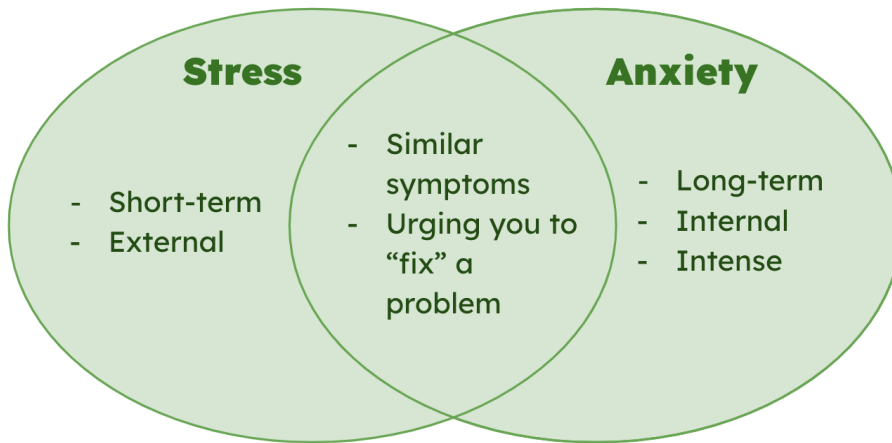 Stress
- Short-term
- External
- Similar
symptoms
- Urging you to
“fix” a
problem
Anxiety
- Long-term
- Internal
- Intense